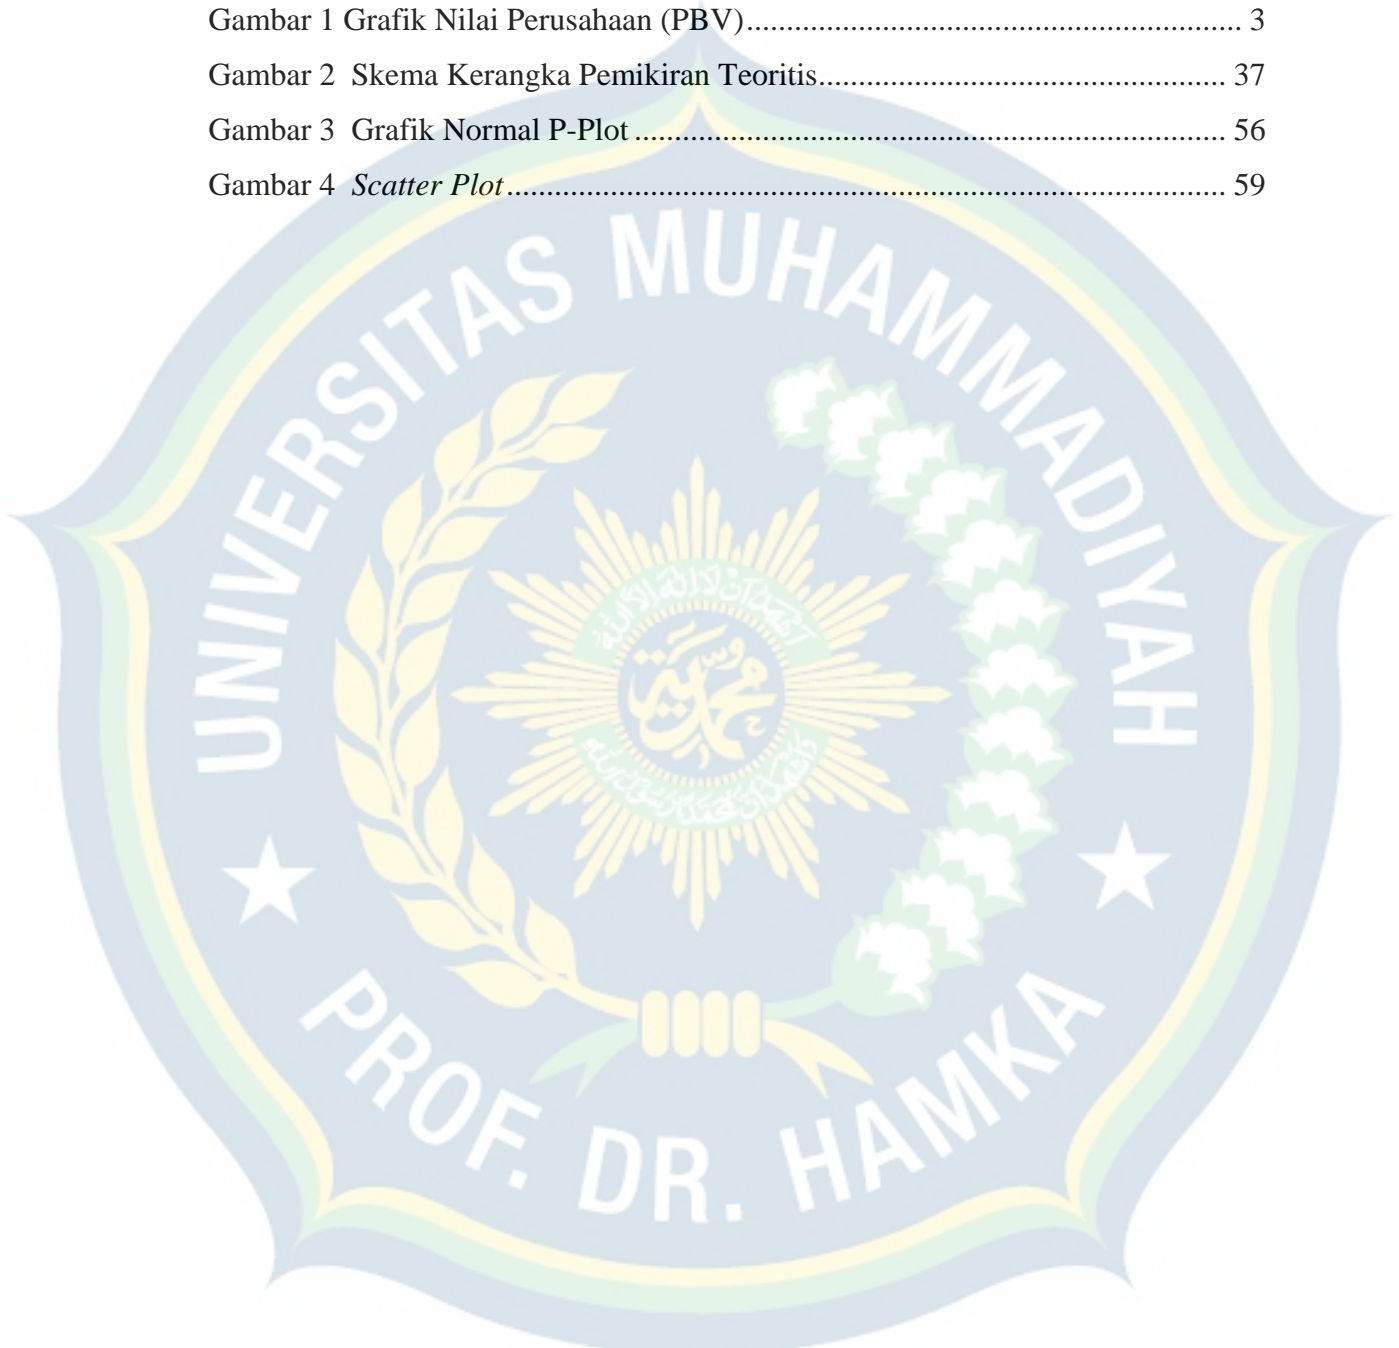 Gambar 1 Grafik Nilai Perusahaan (PBV)............................................................ 3
Gambar 2  Skema Kerangka Pemikiran Teoritis................................................... 37
Gambar 3  Grafik Normal P-Plot ......................................................................... 56
Gambar 4  Scatter Plot......................................................................................... 59
UNIVERSITAS MUHAMMADIYAH
PROF. DR. HAMKA